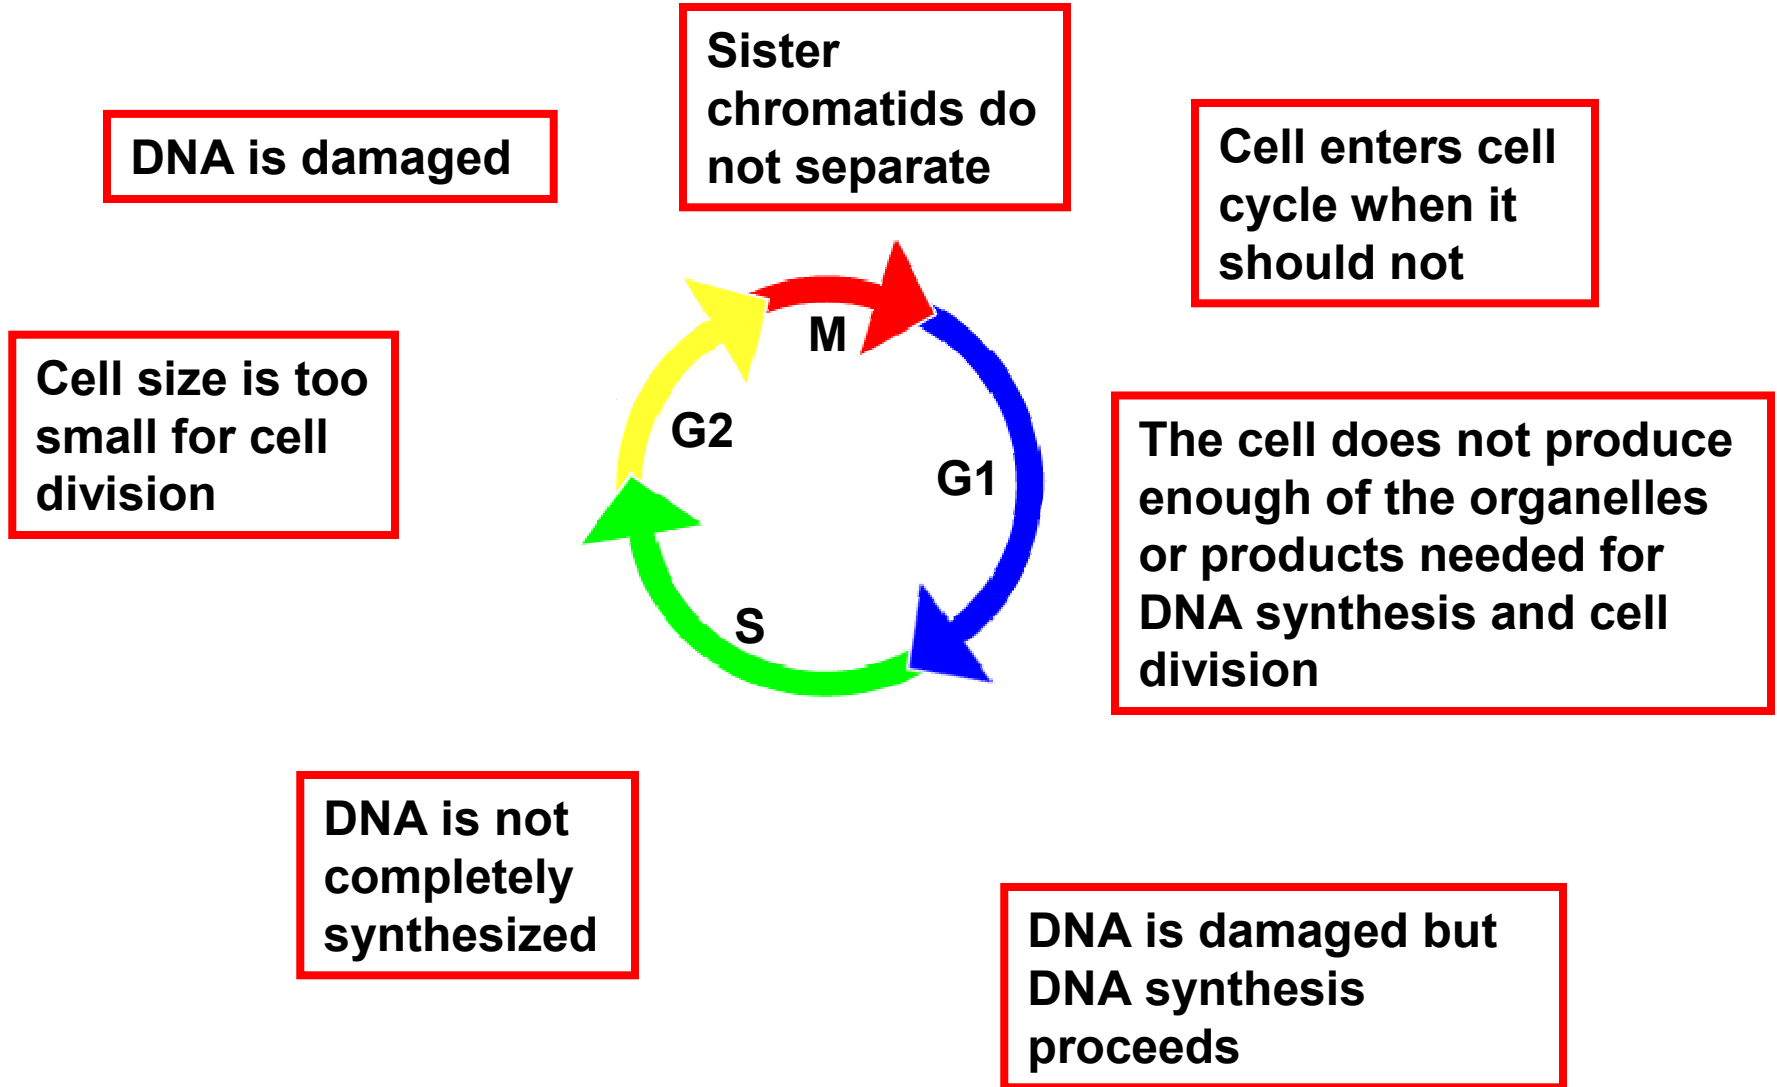 Sister
chromatids do
not separate
DNA is damaged
Cell enters cell
cycle when it
should not
M
Cell size is too
small for cell
division
G2
G1
The cell does not produce
enough of the organelles
or products needed for
DNA synthesis and cell
division
S
DNA is not
completely
synthesized
DNA is damaged but
DNA synthesis
proceeds